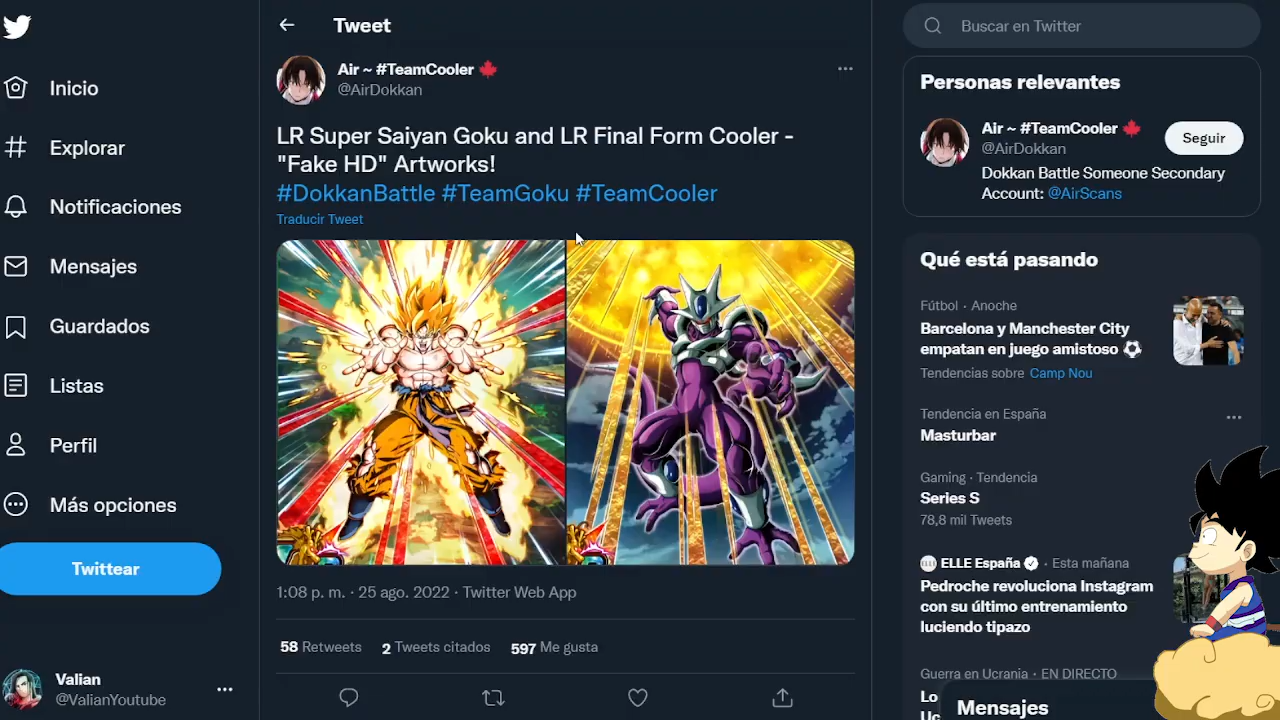 Inicio
Explorar
Notificaciones
Mensajes
Guardados
Listas
Perfil
Más opciones
Twittear
Valian
@ValianYoutube
Tweet
Air ~ #TeamCooler
@AirDokkan
LR Super Saiyan Goku and LR Final Form Cooler -
"Fake HD" Artworks!
#DokkanBattle #TeamGoku #TeamCooler
Traducir Tweet
1:08 p. m. · 25 ago. 2022 · Twitter Web App
58 Retweets 2 Tweets citados 597 Me gusta
Buscar en Twitter
Personas relevantes
Air ~ #TeamCooler
@AirDokkan
Seguir
Dokkan Battle Someone Secondary
Account: @AirScans
Qué está pasando
Fútbol · Anoche
Barcelona y Manchester City
empatan en juego amistoso
Tendencias sobre Camp Nou
Tendencia en España
Masturbar
Gaming · Tendencia
Series S
78,8 mil Tweets
ELLE España · Esta mañana
Pedroche revoluciona Instagram
con su último entrenamiento
luciendo tipazo
Guerra en Ucrania · EN DIRECTO
Lo
Mensajes